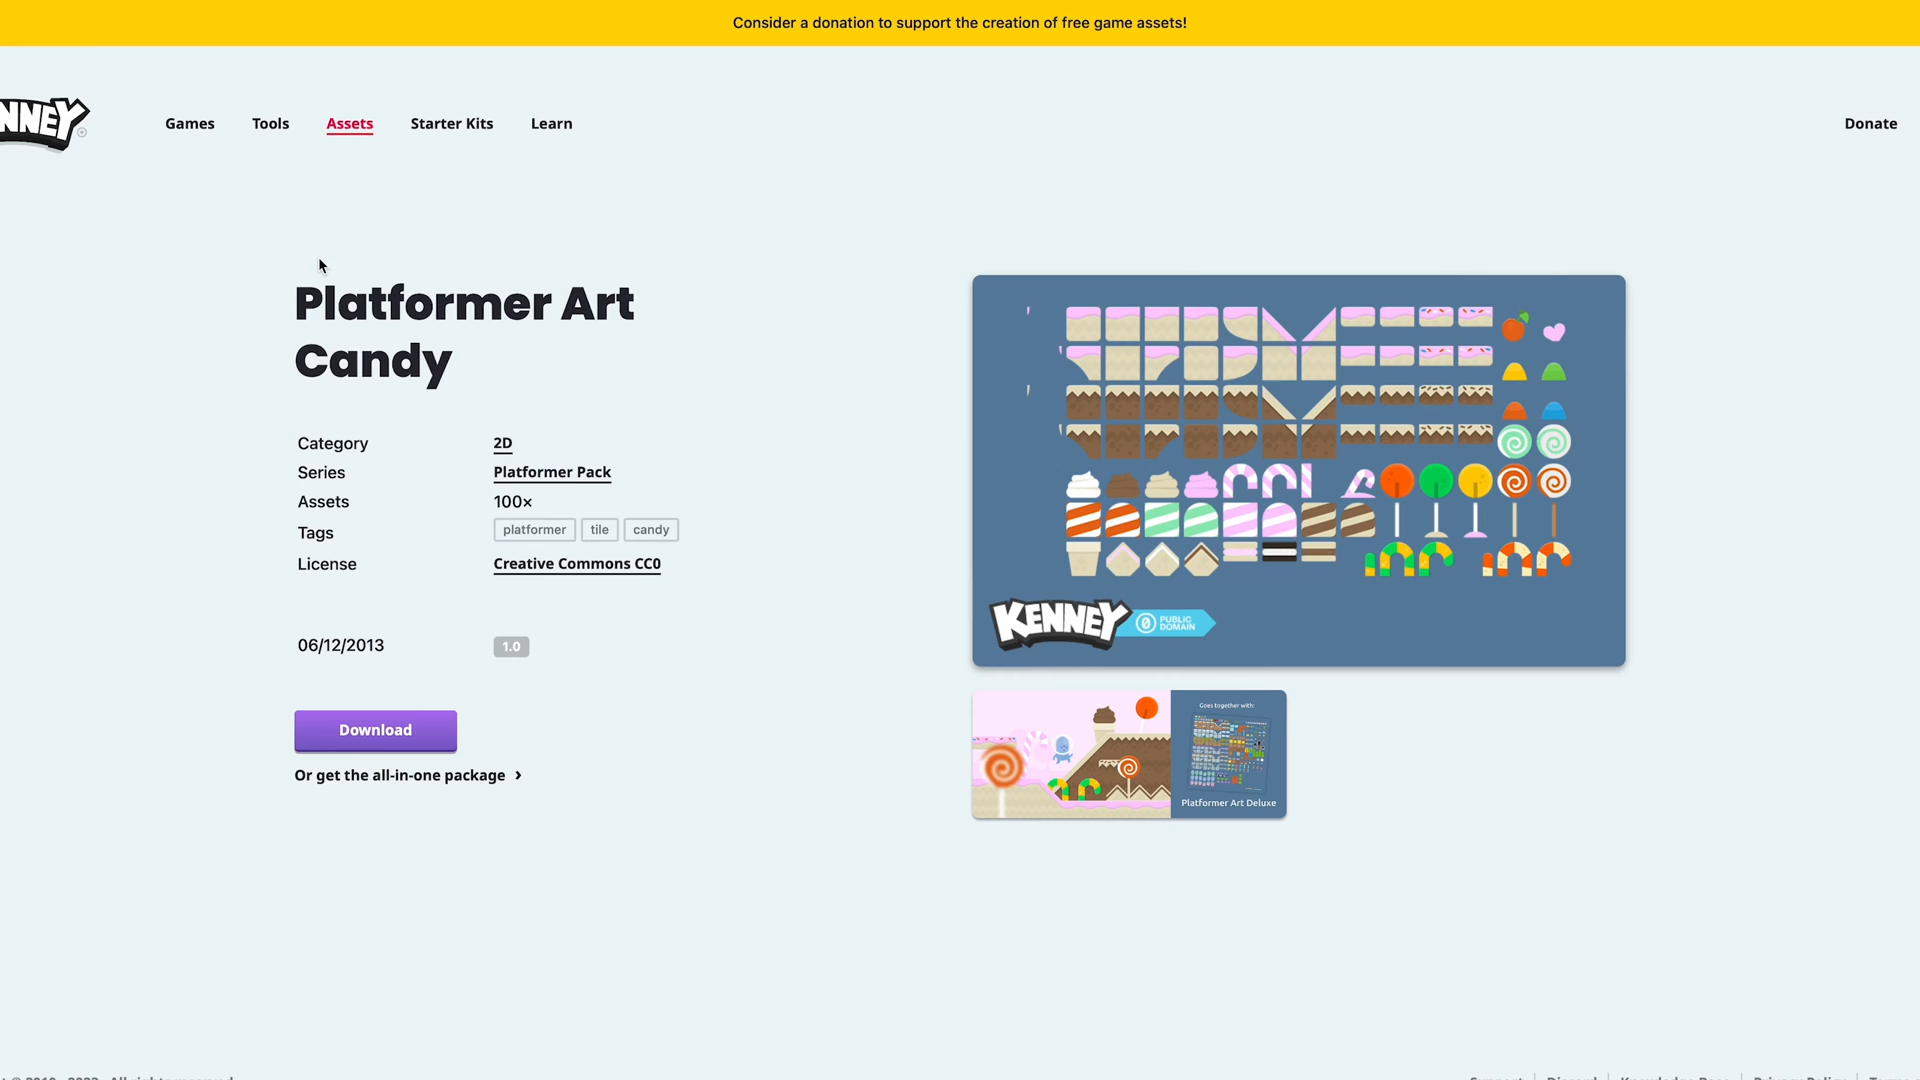 Consider a donation to support the creation of free game assets!
NNEY
Games Tools Assets Starter Kits Learn Donate
Platformer Art
Candy
Category 2D
Series Platformer Pack
Assets 100×
Tags platformer tile candy
License Creative Commons CC0
06/12/2013 1.0
Download
Or get the all-in-one package ›
KENNEY
PUBLIC
DOMAIN
Goes together with:
Platformer Art Deluxe